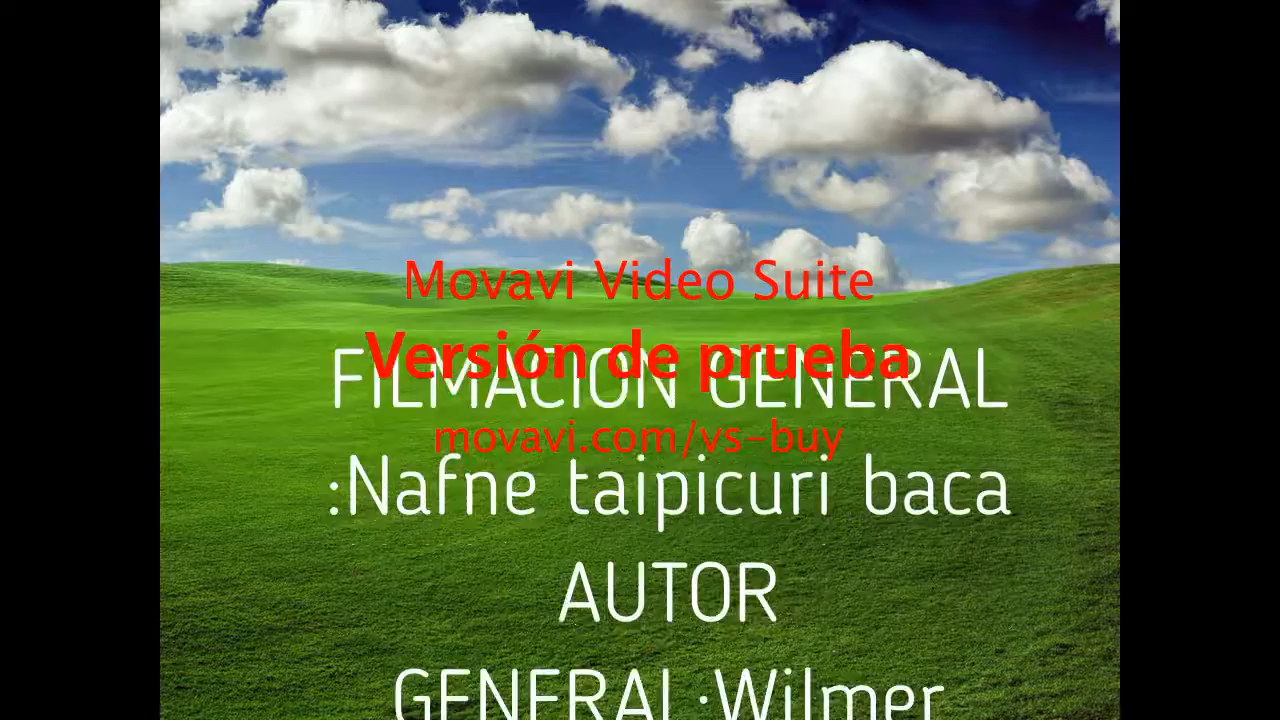 Movavi Video Suite
Versión de prueba
FILMACION GENERAL
movavi.com/vs-buy
:Nafne taipicuri baca
AUTOR
GENERAL:Wilmer